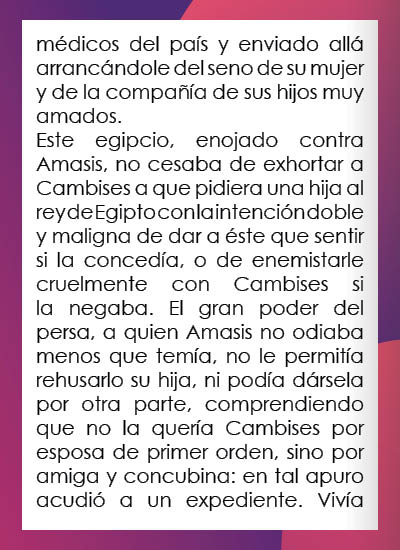 médicos del país y enviado allá
arrancándole del seno de su mujer
y de la compañía de sus hijos muy
amados.
Este egipcio, enojado contra
Amasis, no cesaba de exhortar a
Cambises a que pidiera una hija al
rey de Egipto con la intención doble
y maligna de dar a éste que sentir
si la concedía, o de enemistarle
cruelmente con Cambises si
la negaba. El gran poder del
persa, a quien Amasis no odiaba
menos que temía, no le permitía
rehusarlo su hija, ni podía dársela
por otra parte, comprendiendo
que no la quería Cambises por
esposa de primer orden, sino por
amiga y concubina: en tal apuro
acudió a un expediente. Vivía